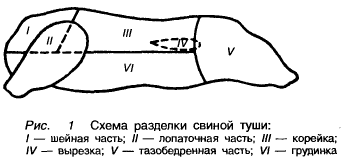 I
II
III
IV
V
VI
Рис. 1 Схема разделки свиной туши:
I — шейная часть; II — лопаточная часть; III — корейка;
IV — вырезка; V — тазобедренная часть; VI — грудинка